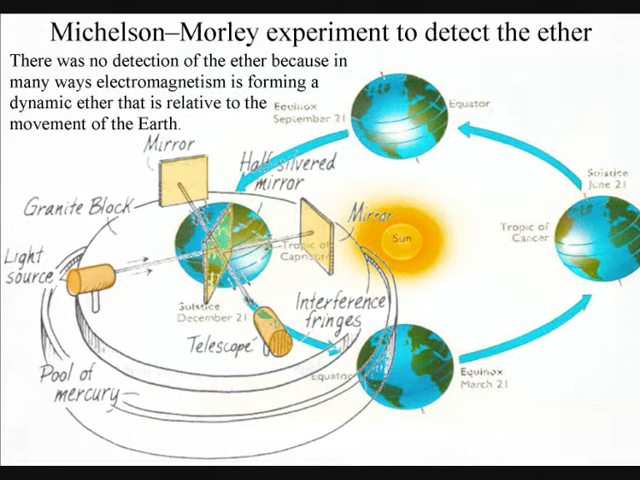 Michelson–Morley experiment to detect the ether
There was no detection of the ether because in
many ways electromagnetism is forming a
dynamic ether that is relative to the
movement of the Earth.
Equinox
September 21
Equator
Mirror
Half-silvered
mirror
Solstice
June 21
Granite Block
Mirror
Tropic of
Cancer
Sun
Light
source
Tropic of
Capricorn
Solstice
December 21
Interference
fringes
Telescope
Pool of
mercury
Equator
Equinox
March 21